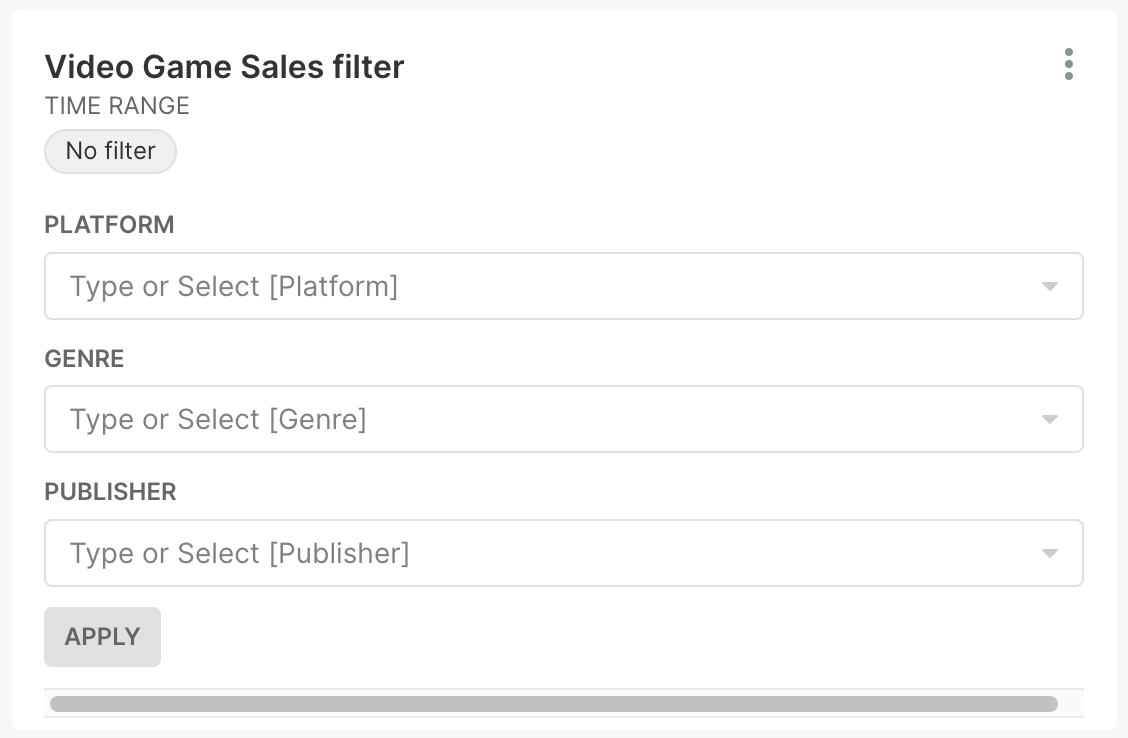 Video Game Sales filter
TIME RANGE
No filter
PLATFORM
Type or Select [Platform]
GENRE
Type or Select [Genre]
PUBLISHER
Type or Select [Publisher]
APPLY